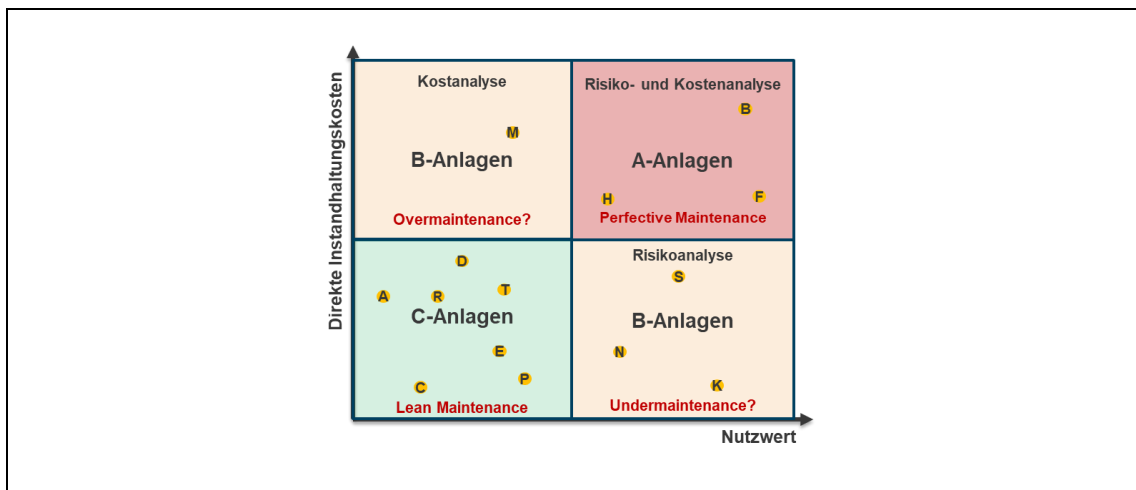 Direkte Instandhaltungskosten
Kostanalyse
M
B-Anlagen
Overmaintenance?
Risiko- und Kostenanalyse
B
A-Anlagen
H
F
Perfective Maintenance
D
A
R
T
C-Anlagen
E
P
C
Lean Maintenance
Risikoanalyse
S
B-Anlagen
N
K
Undermaintenance?
Nutzwert